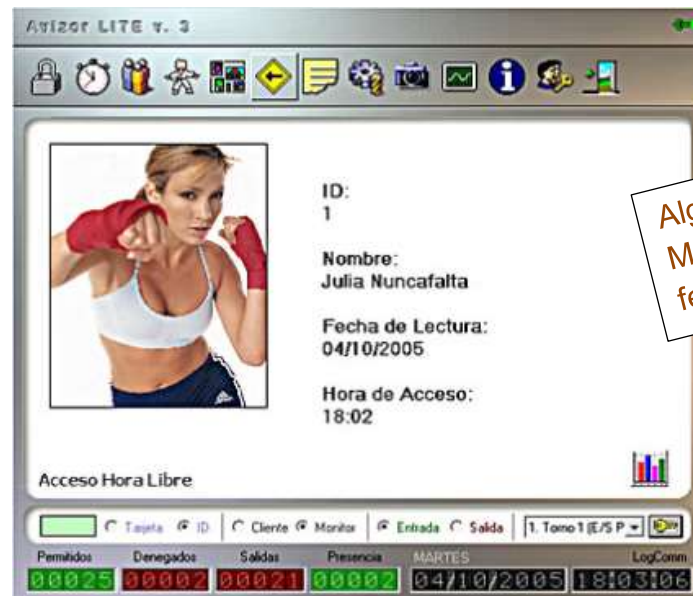 Avizor LITE v. 3
ID:
1
Nombre:
Julia Nuncafalta
Fecha de Lectura:
04/10/2005
Hora de Acceso:
18:02
Acceso Hora Libre
Tarjeta ID Cliente Monitor Entrada Salida 1. Torno 1 (E/S P
Permitidos Denegados Salidas Presencia MARTES LogComm
00025 00002 00021 00002 04/10/2005 18:03:06